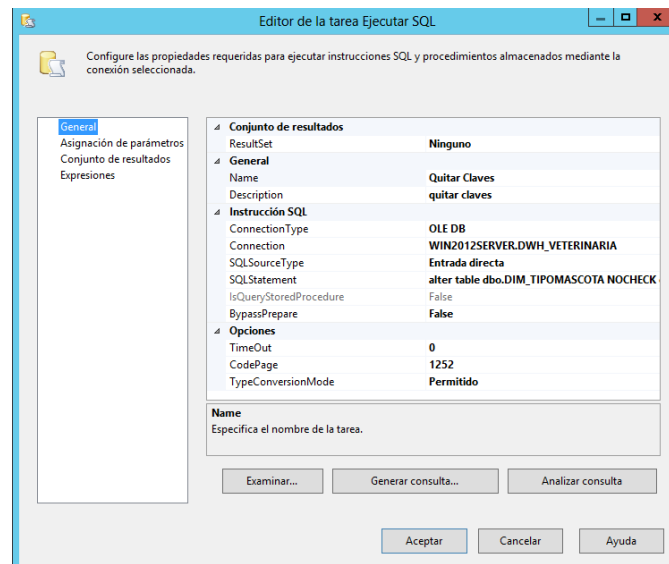 Editor de la tarea Ejecutar SQL
Configure las propiedades requeridas para ejecutar instrucciones SQL y procedimientos almacenados mediante la
conexión seleccionada.
General
Asignación de parámetros
Conjunto de resultados
Expresiones
Conjunto de resultados
ResultSet Ninguno
General
Name Quitar Claves
Description quitar claves
Instrucción SQL
ConnectionType OLE DB
Connection WIN2012SERVER.DWH_VETERINARIA
SQLSourceType Entrada directa
SQLStatement alter table dbo.DIM_TIPOMASCOTA NOCHECK
IsQueryStoredProcedure False
BypassPrepare False
Opciones
TimeOut 0
CodePage 1252
TypeConversionMode Permitido
Name
Especifica el nombre de la tarea.
Examinar... Generar consulta... Analizar consulta
Aceptar Cancelar Ayuda